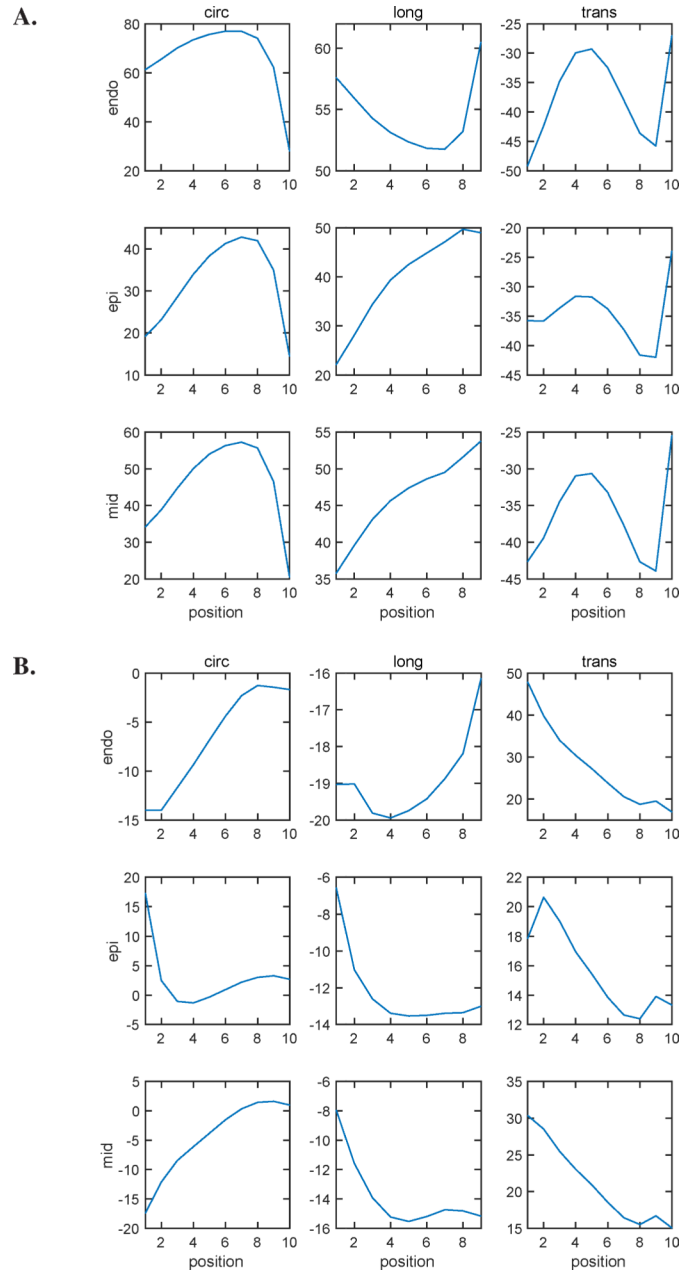 A.
circ long trans
80 60 40 20
endo
2 4 6 8 10
60 55 50
2 4 6 8
-25 -30 -35 -40 -45 -50
2 4 6 8 10
40 30 20 10
epi
2 4 6 8 10
50 40 30 20
2 4 6 8
-20 -25 -30 -35 -40 -45
2 4 6 8 10
60 50 40 30 20
mid
2 4 6 8 10
position
55 50 45 40 35
2 4 6 8
position
-25 -30 -35 -40 -45
2 4 6 8 10
position
B.
circ long trans
0 -5 -10 -15
endo
2 4 6 8 10
-16 -17 -18 -19 -20
2 4 6 8
50 40 30 20
2 4 6 8 10
20 15 10 5 0 -5
epi
2 4 6 8 10
-6 -8 -10 -12 -14
2 4 6 8
22 20 18 16 14 12
2 4 6 8 10
5 0 -5 -10 -15 -20
mid
2 4 6 8 10
position
-6 -8 -10 -12 -14 -16
2 4 6 8
position
35 30 25 20 15
2 4 6 8 10
position